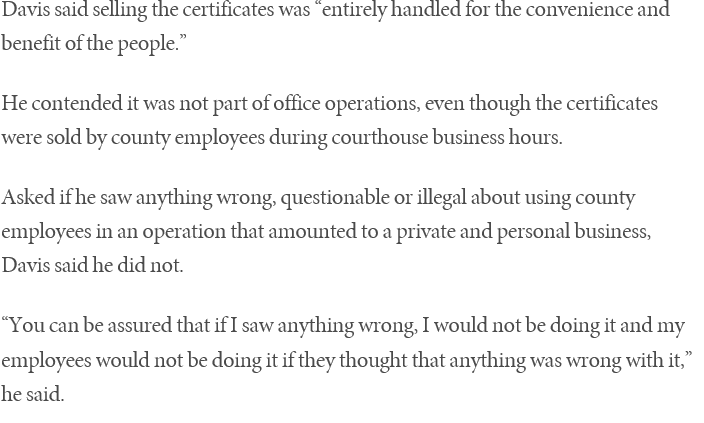 Davis said selling the certificates was “entirely handled for the convenience and
benefit of the people.”
He contended it was not part of office operations, even though the certificates
were sold by county employees during courthouse business hours.
Asked if he saw anything wrong, questionable or illegal about using county
employees in an operation that amounted to a private and personal business,
Davis said he did not.
“You can be assured that if I saw anything wrong, I would not be doing it and my
employees would not be doing it if they thought that anything was wrong with it,”
he said.